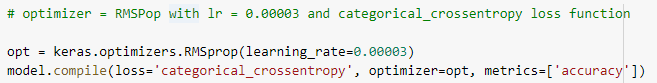 # optimizer = RMSPop with lr = 0.00003 and categorical_crossentropy loss function
opt = keras.optimizers.RMSprop(learning_rate=0.00003)
model.compile(loss='categorical_crossentropy', optimizer=opt, metrics=['accuracy'])